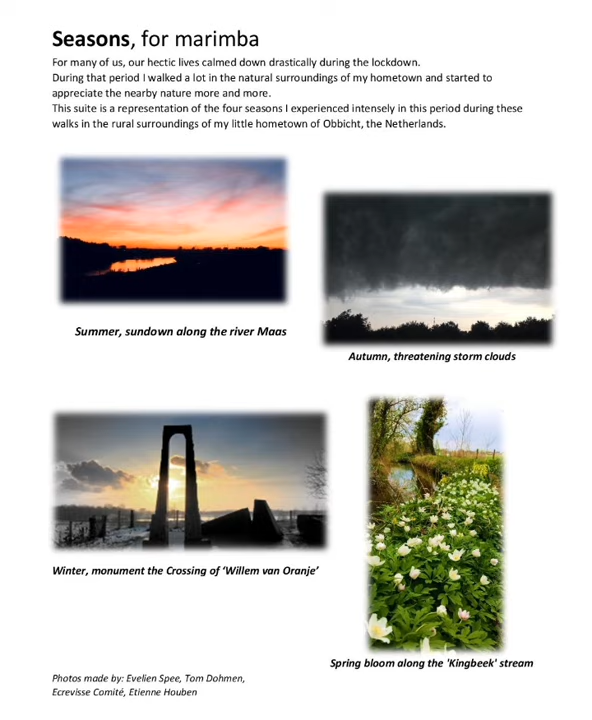 Seasons, for marimba
For many of us, our hectic lives calmed down drastically during the lockdown.
During that period I walked a lot in the natural surroundings of my hometown and started to
appreciate the nearby nature more and more.
This suite is a representation of the four seasons I experienced intensely in this period during these
walks in the rural surroundings of my little hometown of Obbicht, the Netherlands.
Summer, sundown along the river Maas
Autumn, threatening storm clouds
Winter, monument the Crossing of ‘Willem van Oranje’
Spring bloom along the 'Kingbeek' stream
Photos made by: Evelien Spee, Tom Dohmen,
Ecrevisse Comité, Etienne Houben